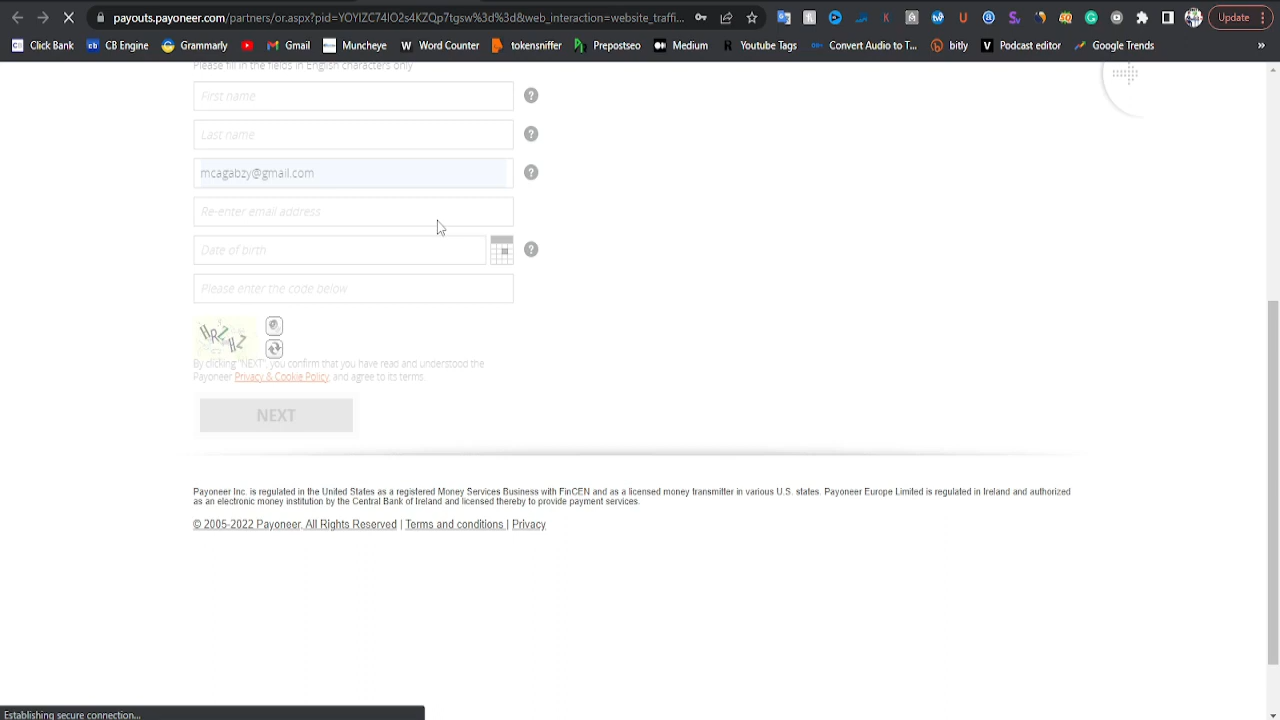 payouts.payoneer.com/partners/or.aspx?pid=YOYIZC74IO2s4KZQp7tgsw%3d%3d&web_interaction=website_traffi...
Update
Click Bank
CB Engine
Grammarly
Gmail
Muncheye
Word Counter
tokensniffer
Prepostseo
Medium
Youtube Tags
Convert Audio to T...
bitly
Podcast editor
Google Trends
»
Please fill in the fields in English characters only
First name
Last name
mcagabzy@gmail.com
Re-enter email address
Date of birth
Please enter the code below
HRZHZ
By clicking "NEXT", you confirm that you have read and understood the
Payoneer Privacy & Cookie Policy, and agree to its terms.
NEXT
Payoneer Inc. is regulated in the United States as a registered Money Services Business with FinCEN and as a licensed money transmitter in various U.S. states. Payoneer Europe Limited is regulated in Ireland and authorized
as an electronic money institution by the Central Bank of Ireland and licensed thereby to provide payment services.
© 2005-2022 Payoneer, All Rights Reserved | Terms and conditions | Privacy
Establishing secure connection...